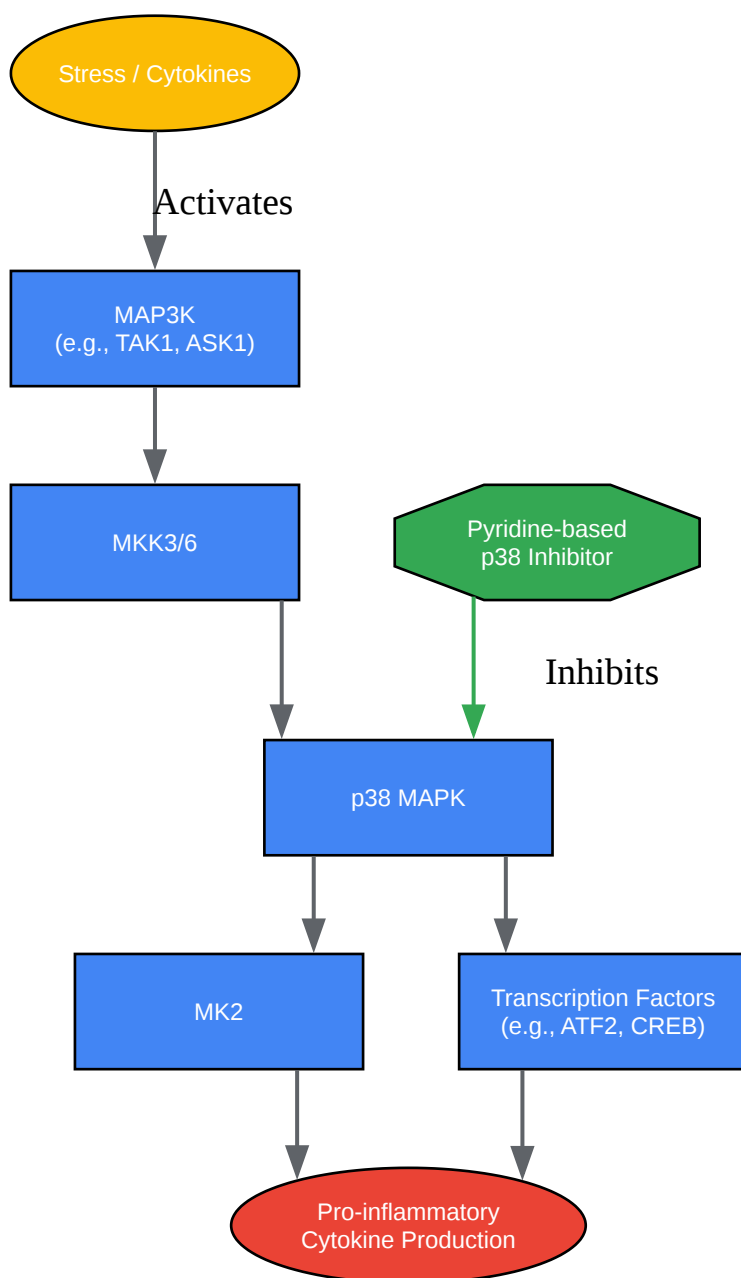 Stress / Cytokines
Activates
MAP3K
(e.g., TAK1, ASK1)
MKK3/6
Pyridine-based
p38 Inhibitor
Inhibits
p38 MAPK
MK2
Transcription Factors
(e.g., ATF2, CREB)
Pro-inflammatory
Cytokine Production